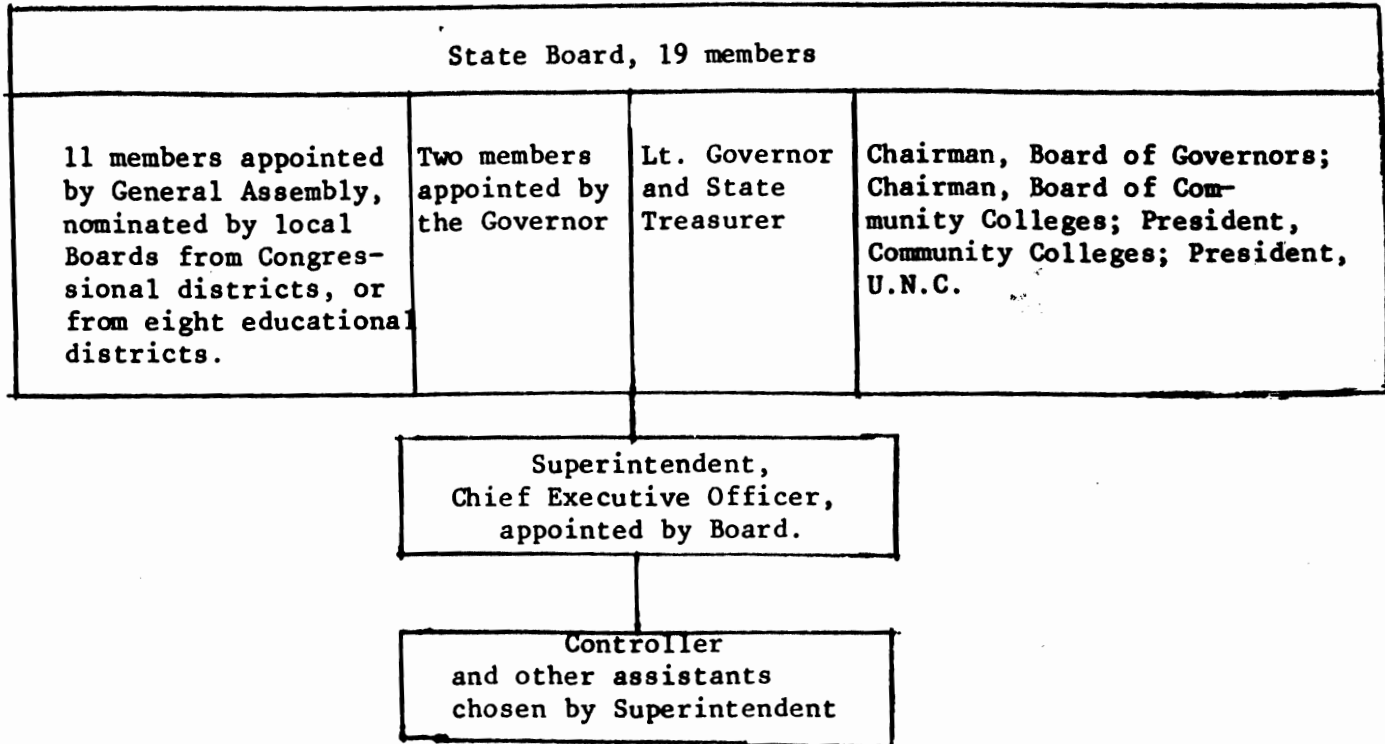 State Board, 19 members
11 members appointed
by General Assembly,
nominated by local
Boards from Congres-
sional districts, or
from eight educational
districts.
Two members
appointed by
the Governor
Lt. Governor
and State
Treasurer
Chairman, Board of Governors;
Chairman, Board of Com-
munity Colleges; President,
Community Colleges; President,
U.N.C.
Superintendent,
Chief Executive Officer,
appointed by Board.
Controller
and other assistants
chosen by Superintendent